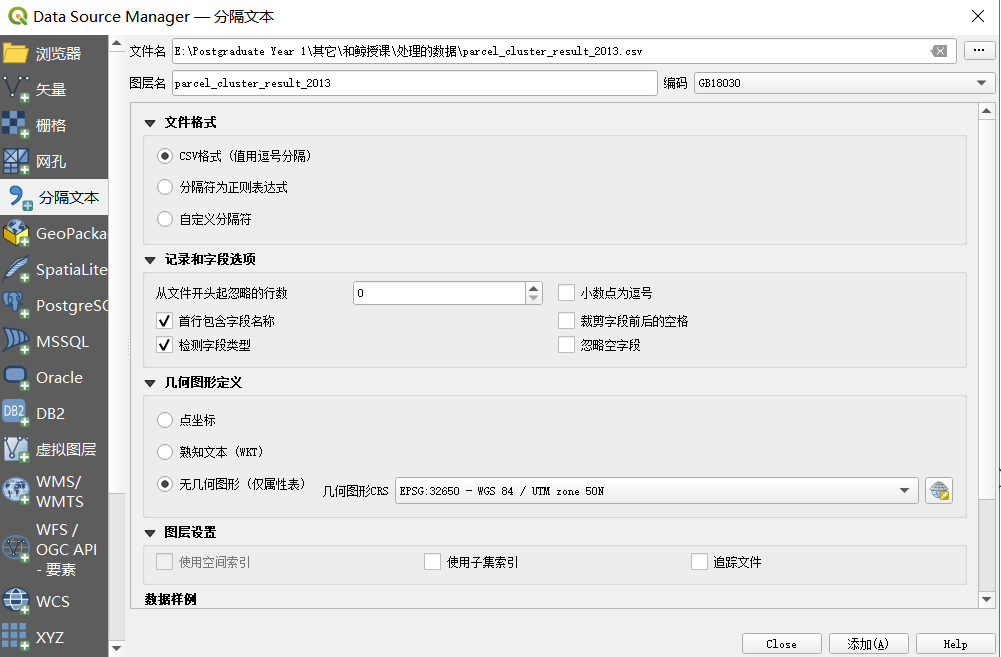 Data Source Manager — 分隔文本
浏览器
矢量
栅格
网孔
分隔文本
GeoPacka
SpatiaLite
PostgreSC
MSSQL
Oracle
DB2
DB2
虚拟图层
WMS/
WMTS
WFS /
OGC API
- 要素
WCS
XYZ
文件名 E:\Postgraduate Year 1\其它\和鲸授课\处理的数据\parcel_cluster_result_2013.csv ...
图层名 parcel_cluster_result_2013 编码 GB18030
文件格式
CSV格式（值用逗号分隔）
分隔符为正则表达式
自定义分隔符
记录和字段选项
从文件开头起忽略的行数 0 小数点为逗号
首行包含字段名称 裁剪字段前后的空格
检测字段类型 忽略空字段
几何图形定义
点坐标
熟知文本（WKT）
无几何图形（仅属性表） 几何图形CRS EPSG:32650 - WGS 84 / UTM zone 50N
图层设置
使用空间索引 使用子集索引 追踪文件
数据样例
Close 添加(A) Help